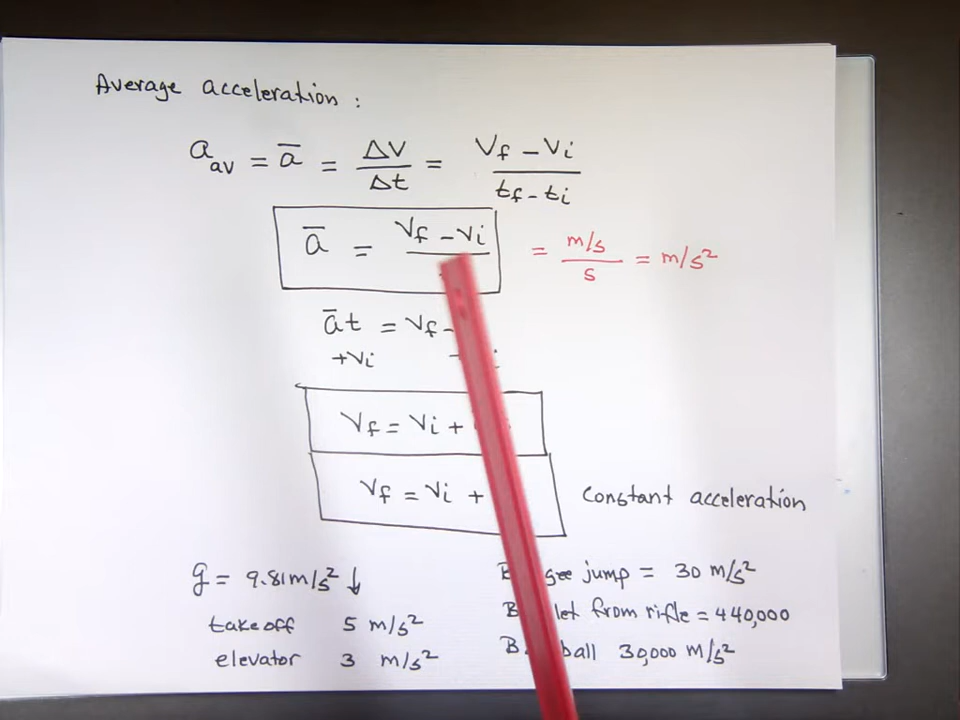 Average acceleration :
a_av = ā = ΔV/Δt = (Vf - Vi)/(tf - ti)
ā = (Vf - Vi)/ = (m/s)/s = m/s²
āt = Vf -
+Vi
Vf = Vi +
Vf = Vi + Constant acceleration
g = 9.81 m/s² ↓ jump = 30 m/s²
take off 5 m/s² from rifle = 440,000
elevator 3 m/s² 30,000 m/s²